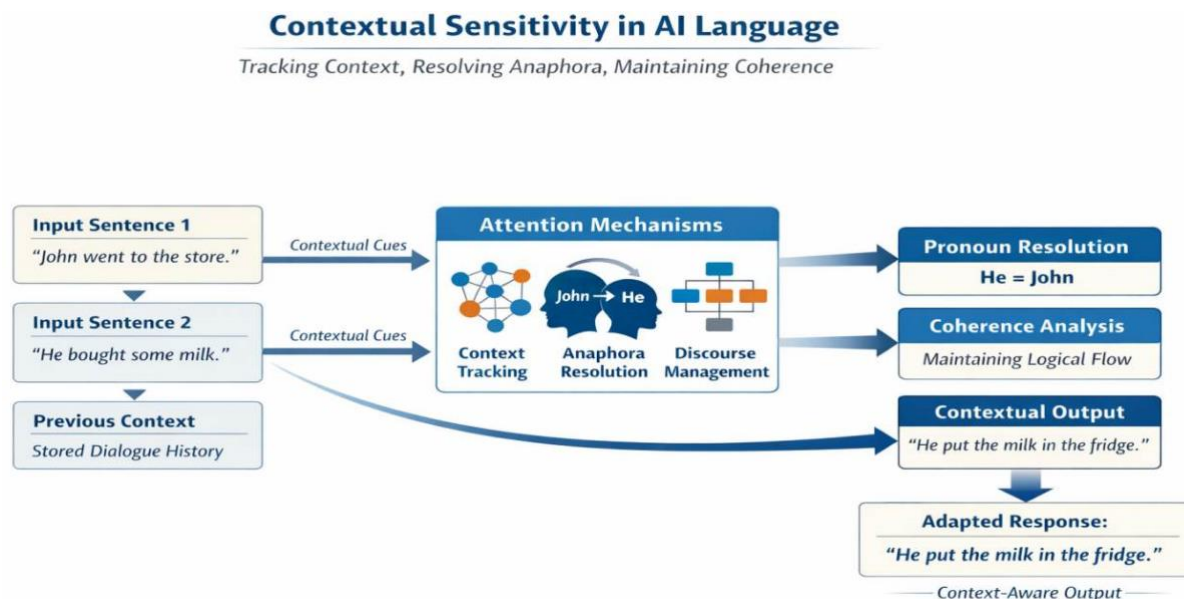 Contextual Sensitivity in AI Language
Tracking Context, Resolving Anaphora, Maintaining Coherence
Input Sentence 1
“John went to the store.”
Input Sentence 2
“He bought some milk.”
Previous Context
Stored Dialogue History
Contextual Cues
Contextual Cues
Attention Mechanisms
John → He
Context
Tracking
Anaphora
Resolution
Discourse
Management
Pronoun Resolution
He = John
Coherence Analysis
Maintaining Logical Flow
Contextual Output
“He put the milk in the fridge.”
Adapted Response:
“He put the milk in the fridge.”
Context-Aware Output